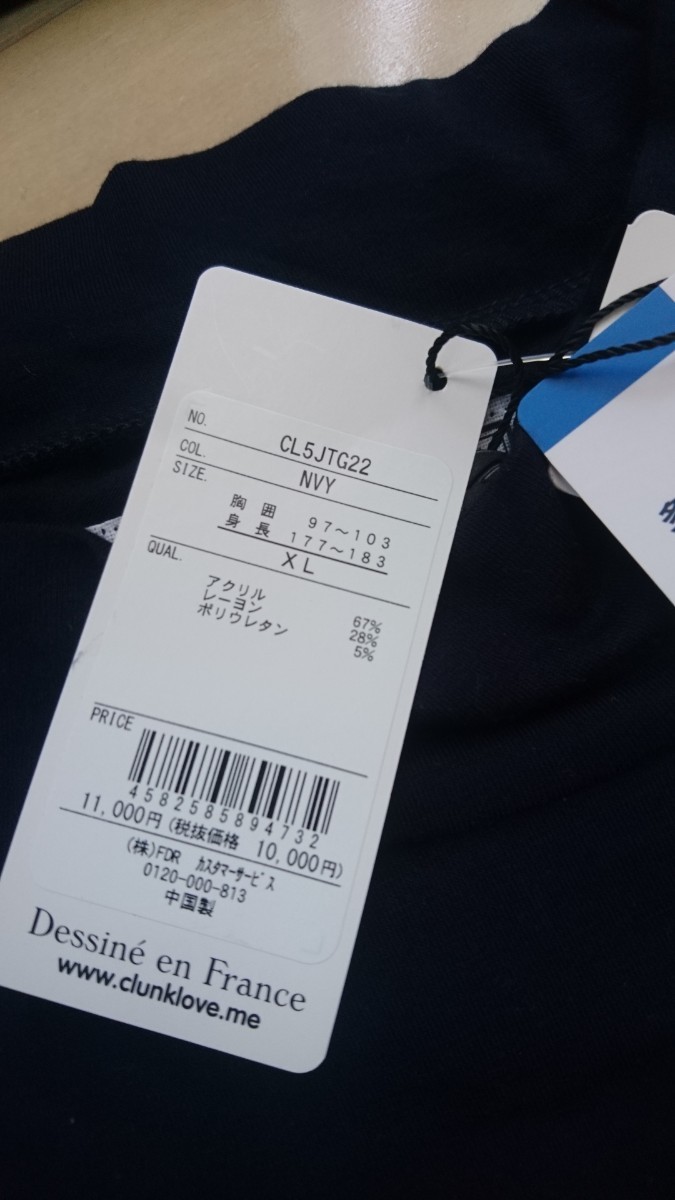 NO.
CL5JTG22
COL.
NVY
SIZE.
胸 囲 97～103
身 長 177～183
XL
QUAL.
アクリル 67%
レーヨン 28%
ポリウレタン 5%
PRICE
4582585894732
11,000円 (税抜価格 10,000円)
(株)FDR ｶｽﾀﾏｰｻｰﾋﾞｽ
0120-000-813
中国製
Dessiné en France
www.clunklove.me